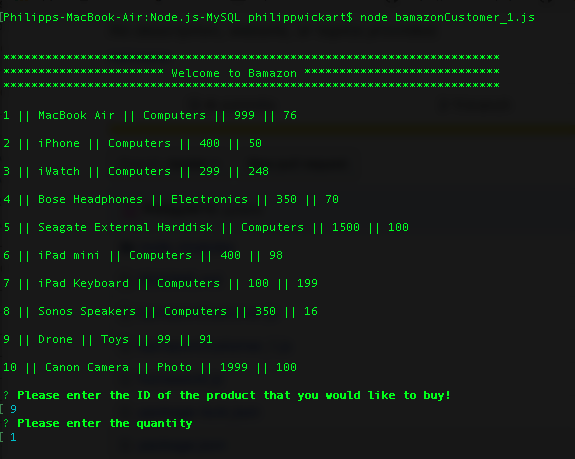 [Philipps-MacBook-Air:Node.js-MySQL philippwickart$ node bamazonCustomer_1.js
***********************************************************************
*********************** Welcome to Bamazon ****************************
***********************************************************************
1 || MacBook Air || Computers || 999 || 76
2 || iPhone || Computers || 400 || 50
3 || iWatch || Computers || 299 || 248
4 || Bose Headphones || Electronics || 350 || 70
5 || Seagate External Harddisk || Computers || 1500 || 100
6 || iPad mini || Computers || 400 || 98
7 || iPad Keyboard || Computers || 100 || 199
8 || Sonos Speakers || Computers || 350 || 16
9 || Drone || Toys || 99 || 91
10 || Canon Camera || Photo || 1999 || 100
? Please enter the ID of the product that you would like to buy!
[ 9
? Please enter the quantity
[ 1